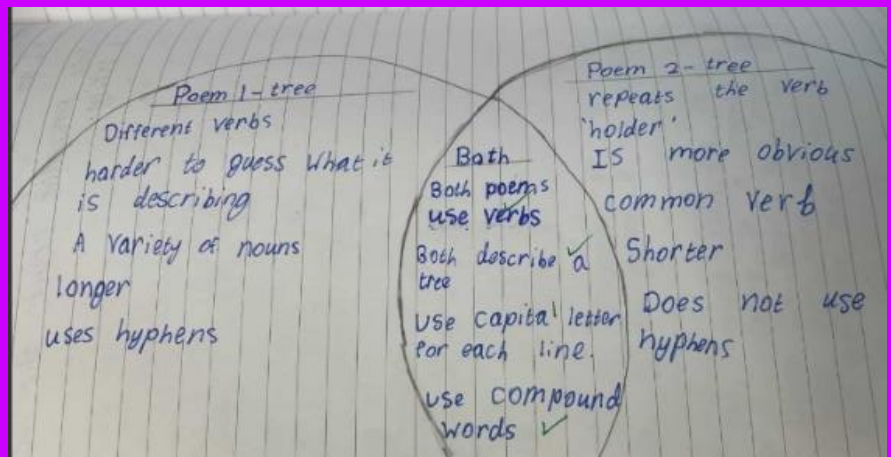 Poem 1-tree
Different verbs
harder to guess what it
is describing
A variety of nouns
longer
uses hyphens
Both
Both poems
use verbs
Both describe a
tree
use capital letter
for each line.
use compound
words
Poem 2-tree
repeats the verb
'holder'
Is more obvious
common verb
Shorter
Does not use
hyphens